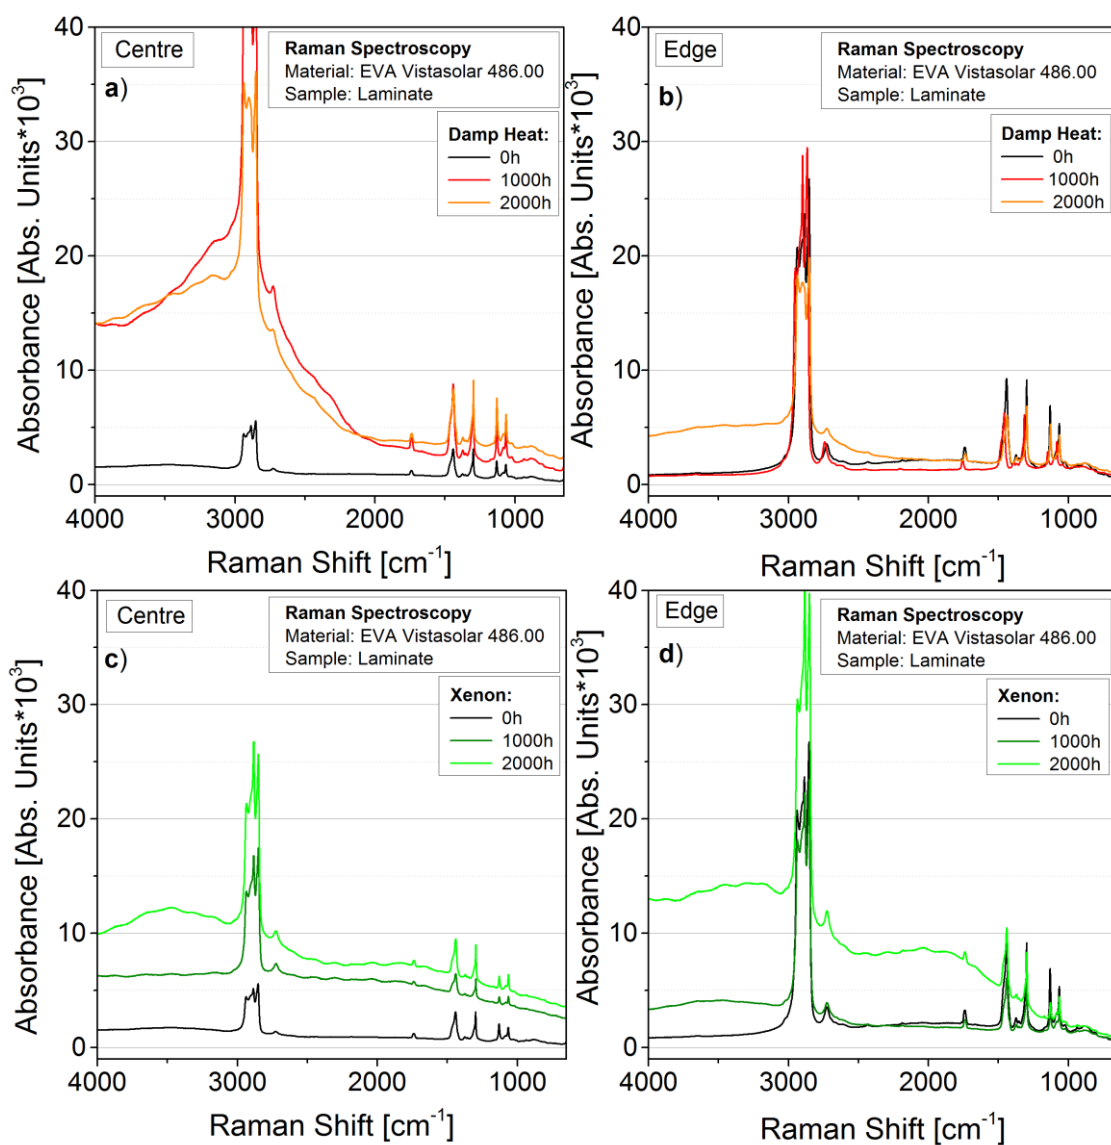 Centre
a)
Raman Spectroscopy
Material: EVA Vistasolar 486.00
Sample: Laminate
Damp Heat:
0h
1000h
2000h
40
30
20
10
0
Absorbance [Abs. Units*10³]
4000 3000 2000 1000
Raman Shift [cm⁻¹]
Edge
b)
Raman Spectroscopy
Material: EVA Vistasolar 486.00
Sample: Laminate
Damp Heat:
0h
1000h
2000h
40
30
20
10
0
Absorbance [Abs. Units*10³]
4000 3000 2000 1000
Raman Shift [cm⁻¹]
Centre
c)
Raman Spectroscopy
Material: EVA Vistasolar 486.00
Sample: Laminate
Xenon:
0h
1000h
2000h
40
30
20
10
0
Absorbance [Abs. Units*10³]
4000 3000 2000 1000
Raman Shift [cm⁻¹]
Edge
d)
Raman Spectroscopy
Material: EVA Vistasolar 486.00
Sample: Laminate
Xenon:
0h
1000h
2000h
40
30
20
10
0
Absorbance [Abs. Units*10³]
4000 3000 2000 1000
Raman Shift [cm⁻¹]